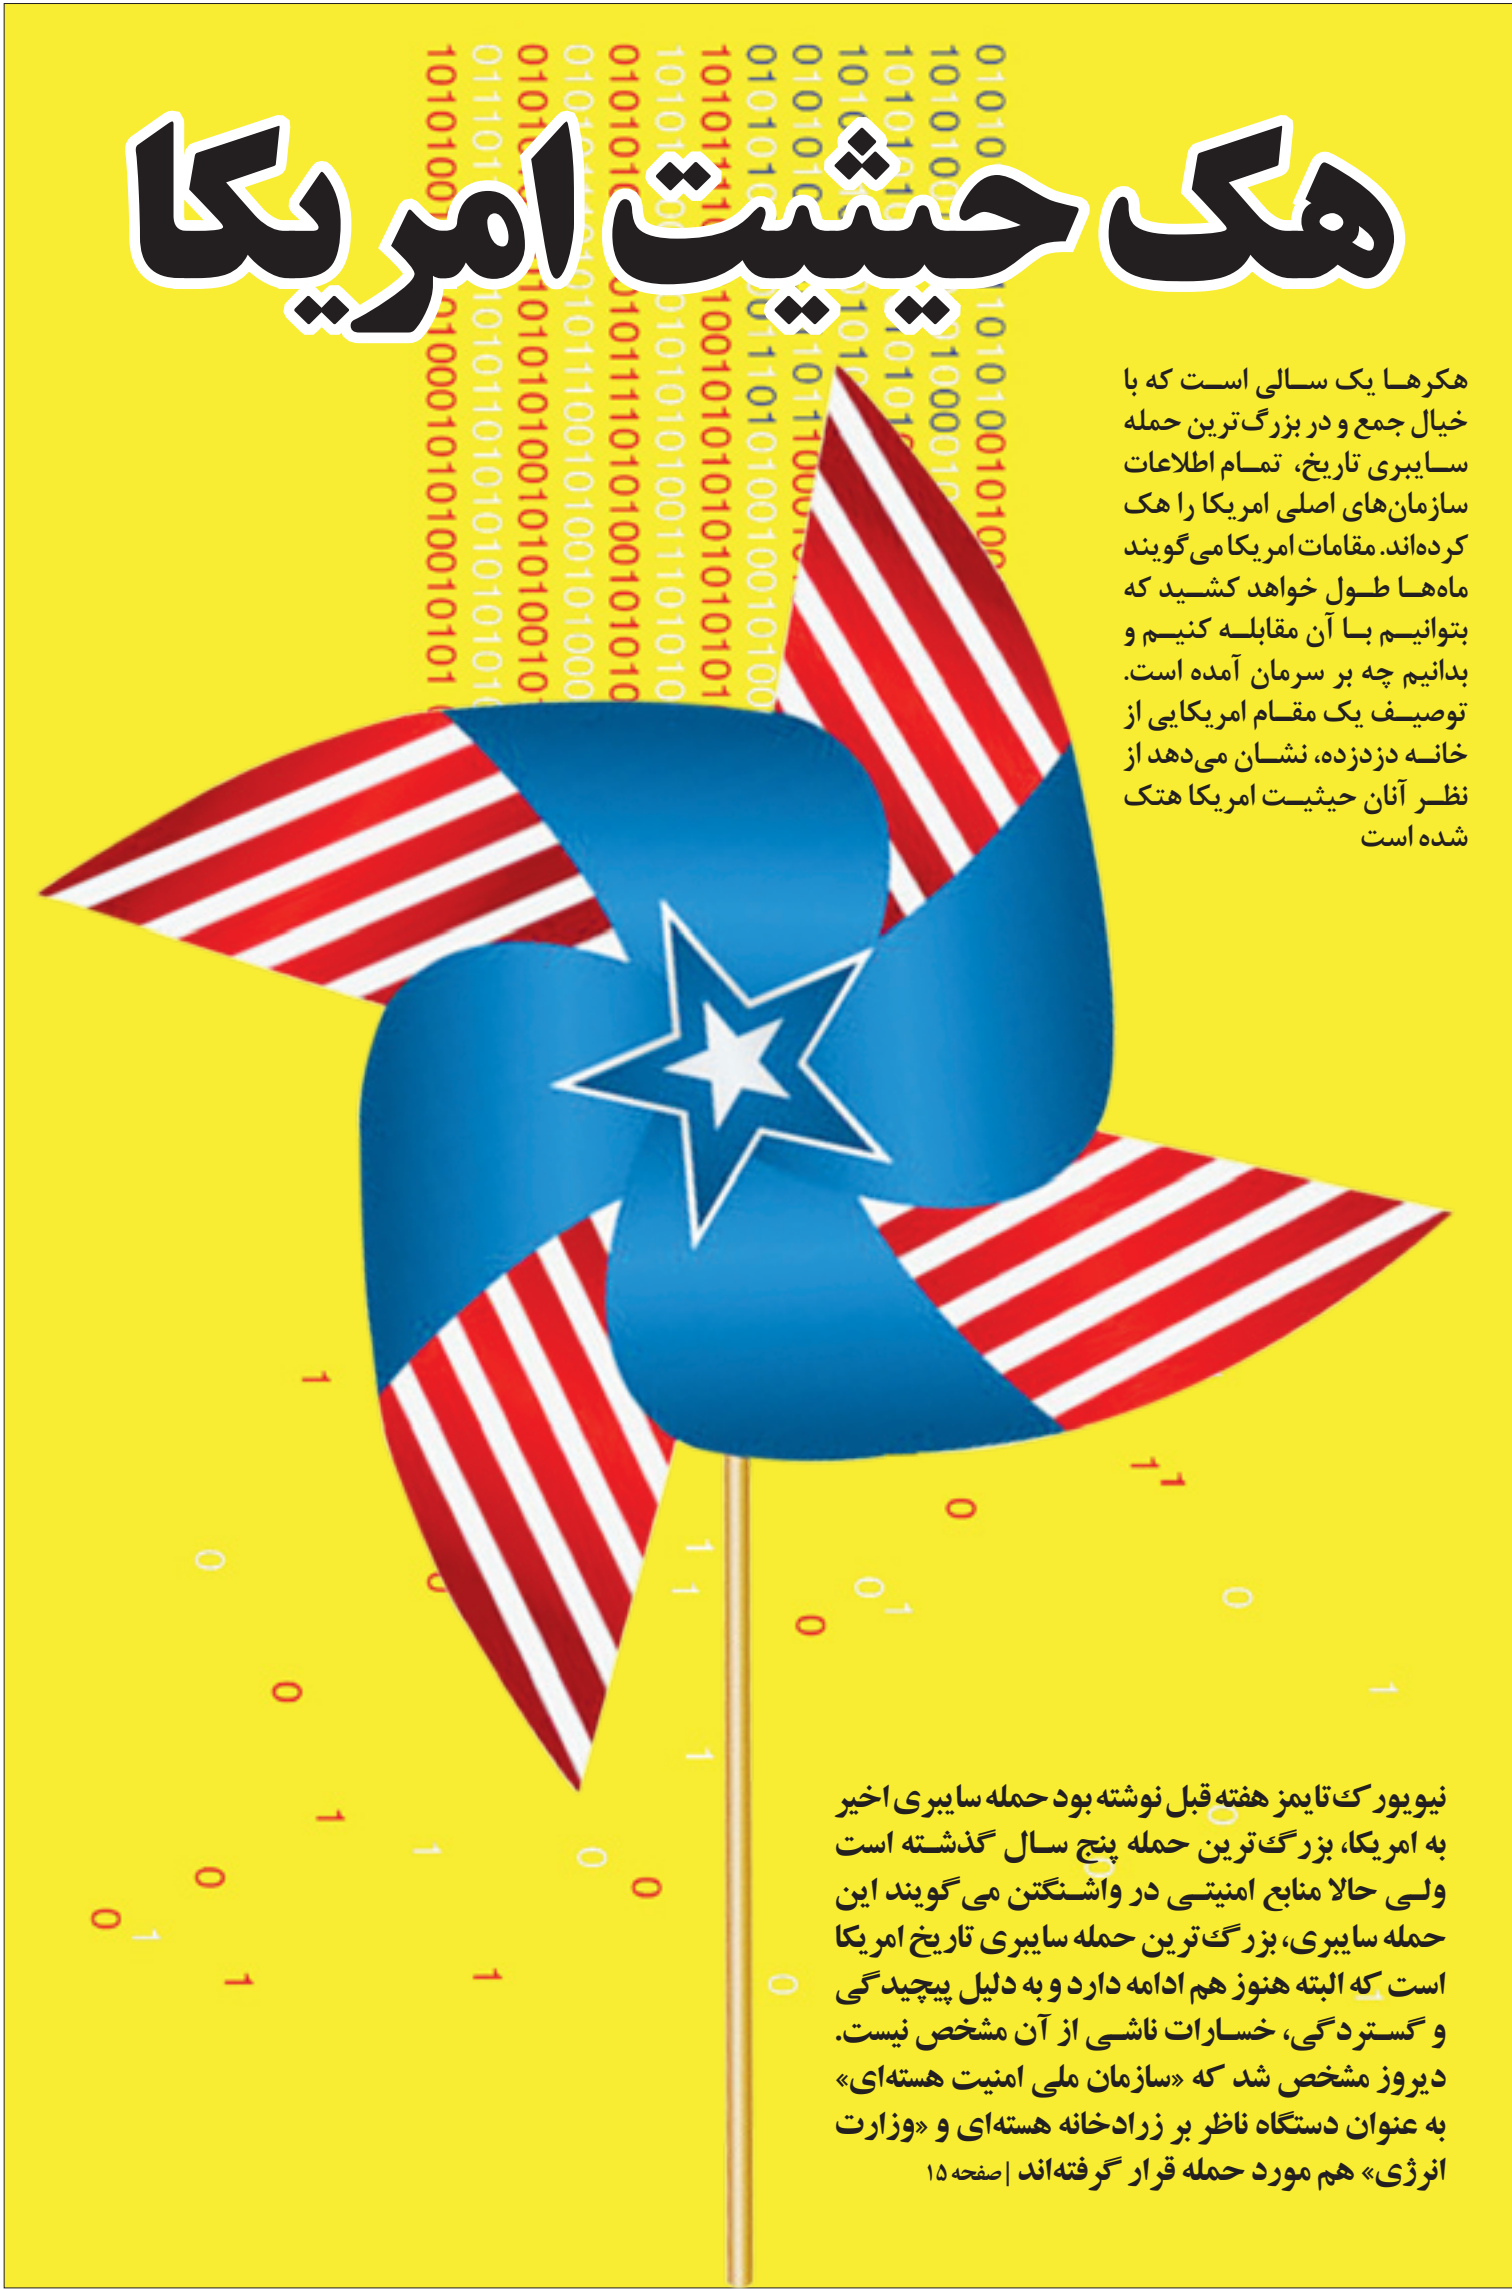 هک حیثیت امریکا
هکرها یک سالی است که با
خیال جمع و در بزرگ‌ترین حمله
سایبری تاریخ، تمام اطلاعات
سازمان‌های اصلی امریکا را هک
کرده‌اند. مقامات امریکا می‌گویند
ماه‌ها طول خواهد کشید که
بتوانیم با آن مقابله کنیم و
بدانیم چه بر سرمان آمده است.
توصیف یک مقام امریکایی از
خانه دزدزده، نشان می‌دهد از
نظر آنان حیثیت امریکا هتک
شده است
نیویورک‌تایمز هفته قبل نوشته بود حمله سایبری اخیر
به امریکا، بزرگ‌ترین حمله پنج سال گذشته است
ولی حالا منابع امنیتی در واشنگتن می‌گویند این
حمله سایبری، بزرگ‌ترین حمله سایبری تاریخ امریکا
است که البته هنوز هم ادامه دارد و به دلیل پیچیدگی
و گستردگی، خسارات ناشی از آن مشخص نیست.
دیروز مشخص شد که «سازمان ملی امنیت هسته‌ای»
به عنوان دستگاه ناظر بر زرادخانه هسته‌ای و «وزارت
انرژی» هم مورد حمله قرار گرفته‌اند | صفحه ۱۵